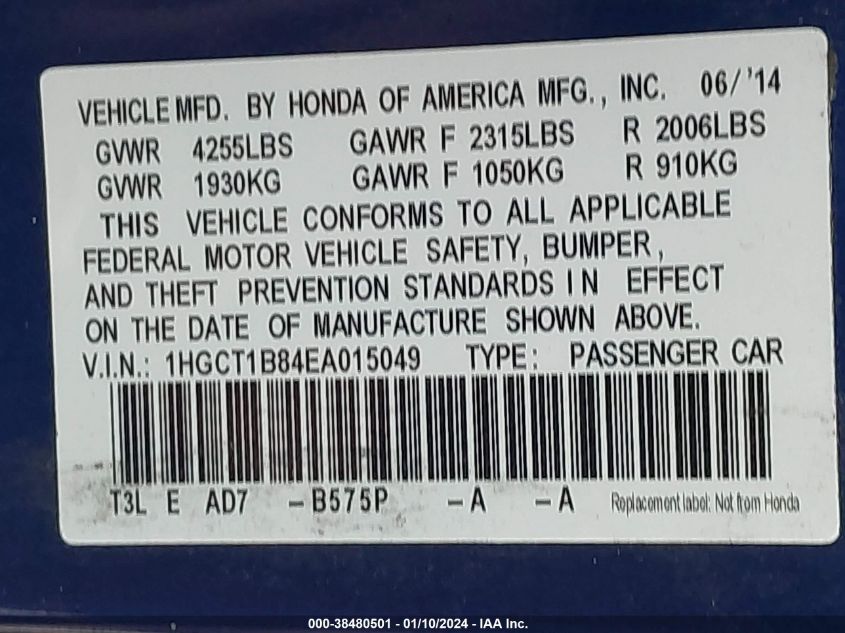 VEHICLE MFD. BY HONDA OF AMERICA MFG., INC. 06/'14
GVWR 4255LBS GAWR F 2315LBS R 2006LBS
GVWR 1930KG GAWR F 1050KG R 910KG
THIS VEHICLE CONFORMS TO ALL APPLICABLE
FEDERAL MOTOR VEHICLE SAFETY, BUMPER,
AND THEFT PREVENTION STANDARDS IN EFFECT
ON THE DATE OF MANUFACTURE SHOWN ABOVE.
V.I.N.: 1HGCT1B84EA015049 TYPE: PASSENGER CAR
T3L E AD7 -B575P -A -A Replacement label: Not from Honda
000-38480501 - 01/10/2024 - IAA Inc.